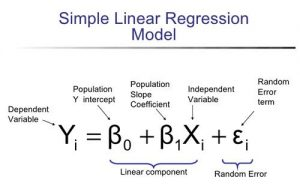 Simple Linear Regression
Model
Population
Y intercept
Population
Slope
Coefficient
Independent
Variable
Random
Error
term
Dependent
Variable
Yᵢ = β₀ + β₁Xᵢ + εᵢ
Linear component
Random Error